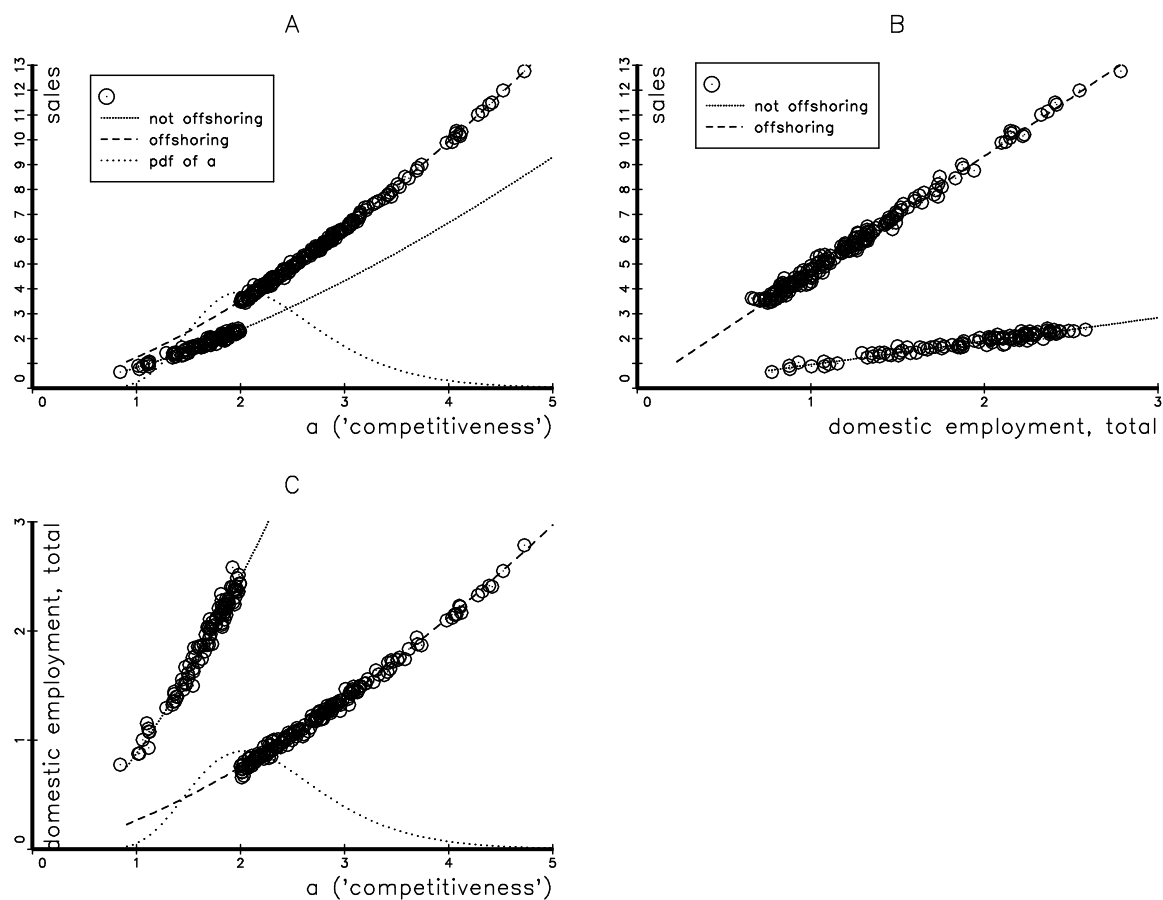 A
sales
not offshoring
offshoring
pdf of a
0 1 2 3 4 5 6 7 8 9 10 11 12 13
0 1 2 3 4 5
a ('competitiveness')
B
sales
not offshoring
offshoring
0 1 2 3 4 5 6 7 8 9 10 11 12 13
0 1 2 3
domestic employment, total
C
domestic employment, total
0 1 2 3
0 1 2 3 4 5
a ('competitiveness')